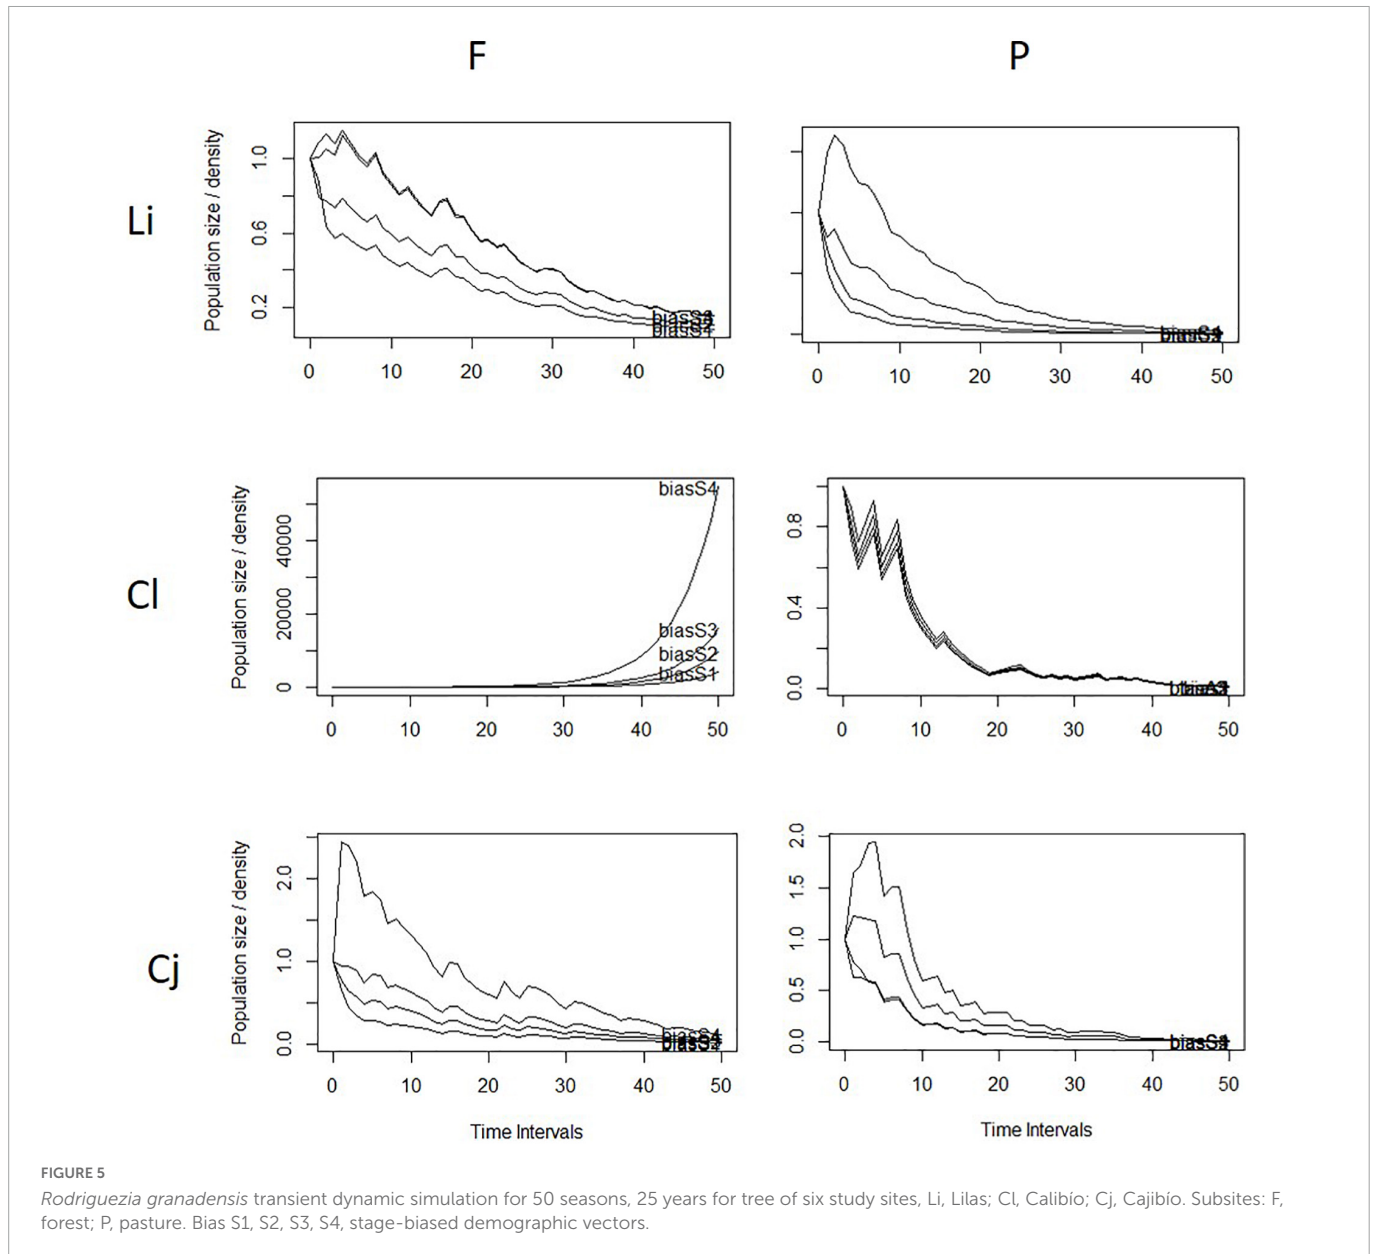 F P
Li
Population size / density
1.0
0.6
0.2
biasS4
biasS1
0 10 20 30 40 50
0 10 20 30 40 50
Cl
Population size / density
40000
20000
0
biasS4
biasS3
biasS2
biasS1
0 10 20 30 40 50
0.8
0.4
0.0
0 10 20 30 40 50
Cj
Population size / density
2.0
1.0
0.0
biasS4
0 10 20 30 40 50
Time Intervals
2.0
1.5
1.0
0.5
0.0
0 10 20 30 40 50
Time Intervals
FIGURE 5
Rodriguezia granadensis transient dynamic simulation for 50 seasons, 25 years for tree of six study sites, Li, Lilas; Cl, Calibío; Cj, Cajibío. Subsites: F,
forest; P, pasture. Bias S1, S2, S3, S4, stage-biased demographic vectors.